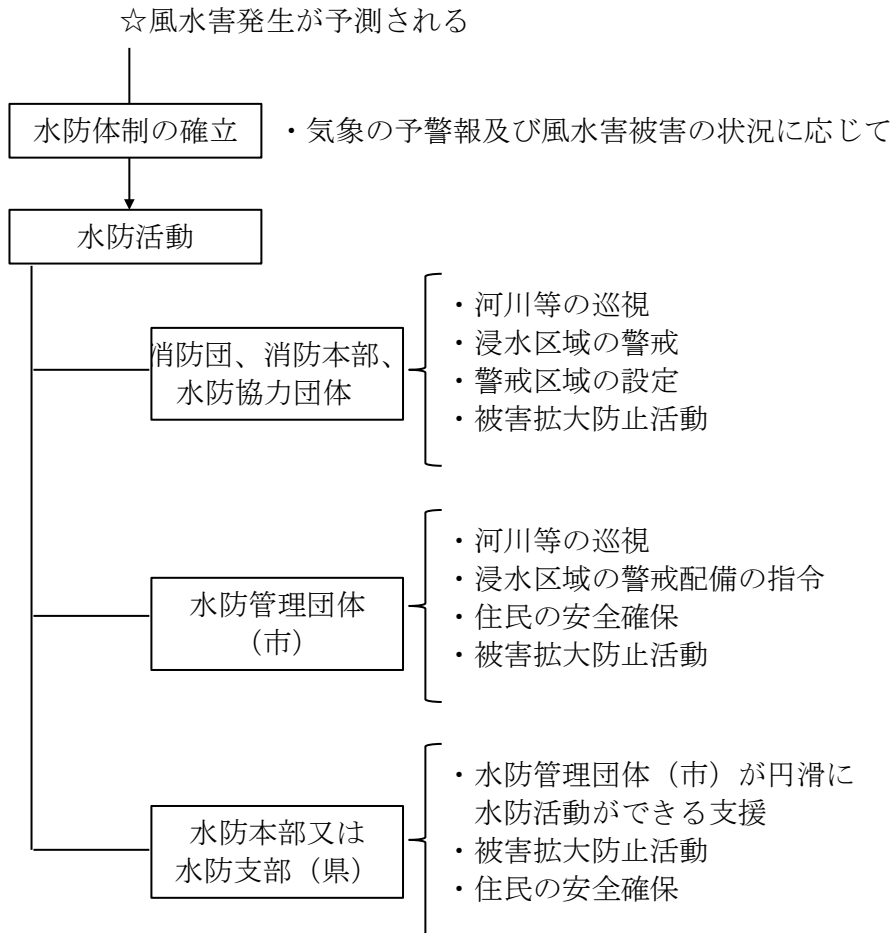 ☆風水害発生が予測される
水防体制の確立
・気象の予警報及び風水害被害の状況に応じて
水防活動
消防団、消防本部、
水防協力団体
・河川等の巡視
・浸水区域の警戒
・警戒区域の設定
・被害拡大防止活動
水防管理団体
（市）
・河川等の巡視
・浸水区域の警戒配備の指令
・住民の安全確保
・被害拡大防止活動
水防本部又は
水防支部（県）
・水防管理団体（市）が円滑に
水防活動ができる支援
・被害拡大防止活動
・住民の安全確保